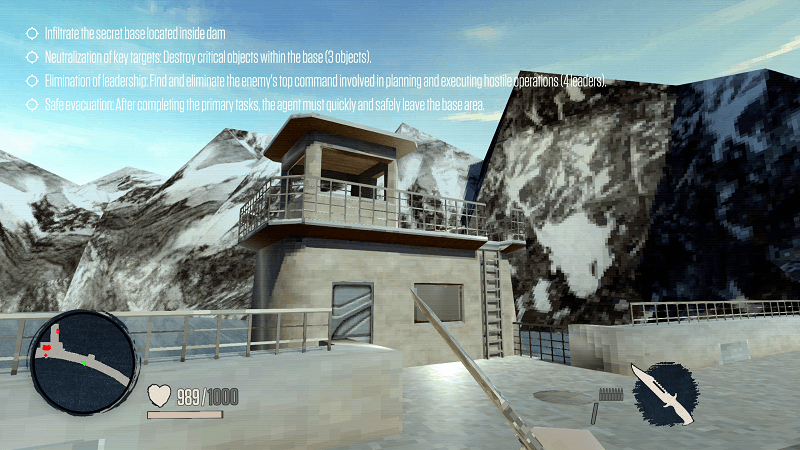 Infiltrate the secret base located inside dam
Neutralization of key targets: Destroy critical objects within the base (3 objects).
Elimination of leadership: Find and eliminate the enemy's top command involved in planning and executing hostile operations (4 leaders).
Safe evacuation: After completing the primary tasks, the agent must quickly and safely leave the base area.
989/1000